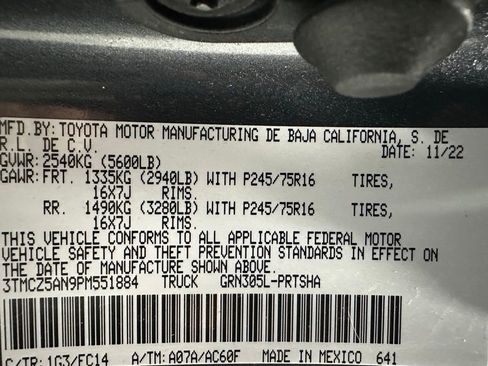 MFD.BY: TOYOTA MOTOR MANUFACTURING DE BAJA CALIFORNIA, S. DE
R.L. DE C.V. DATE: 11/22
GVWR: 2540KG (5600LB)
GAWR: FRT. 1335KG (2940LB) WITH P245/75R16 TIRES,
16X7J RIMS.
RR. 1490KG (3280LB) WITH P245/75R16 TIRES,
16X7J RIMS.
THIS VEHICLE CONFORMS TO ALL APPLICABLE FEDERAL MOTOR
VEHICLE SAFETY AND THEFT PREVENTION STANDARDS IN EFFECT ON
THE DATE OF MANUFACTURE SHOWN ABOVE.
3TMCZ5AN9PM551884 TRUCK GRN305L-PRTSHA
C/TR: 1G3/FC14 A/TM: A07A/AC60F MADE IN MEXICO 641